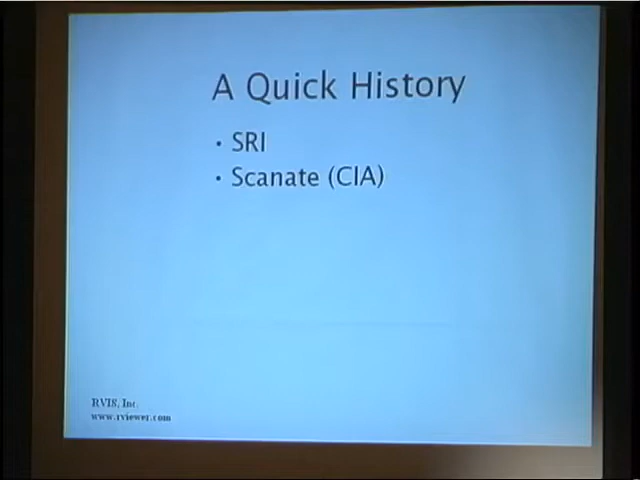 A Quick History
· SRI
· Scanate (CIA)
RVIS, Inc.
www.rviewer.com